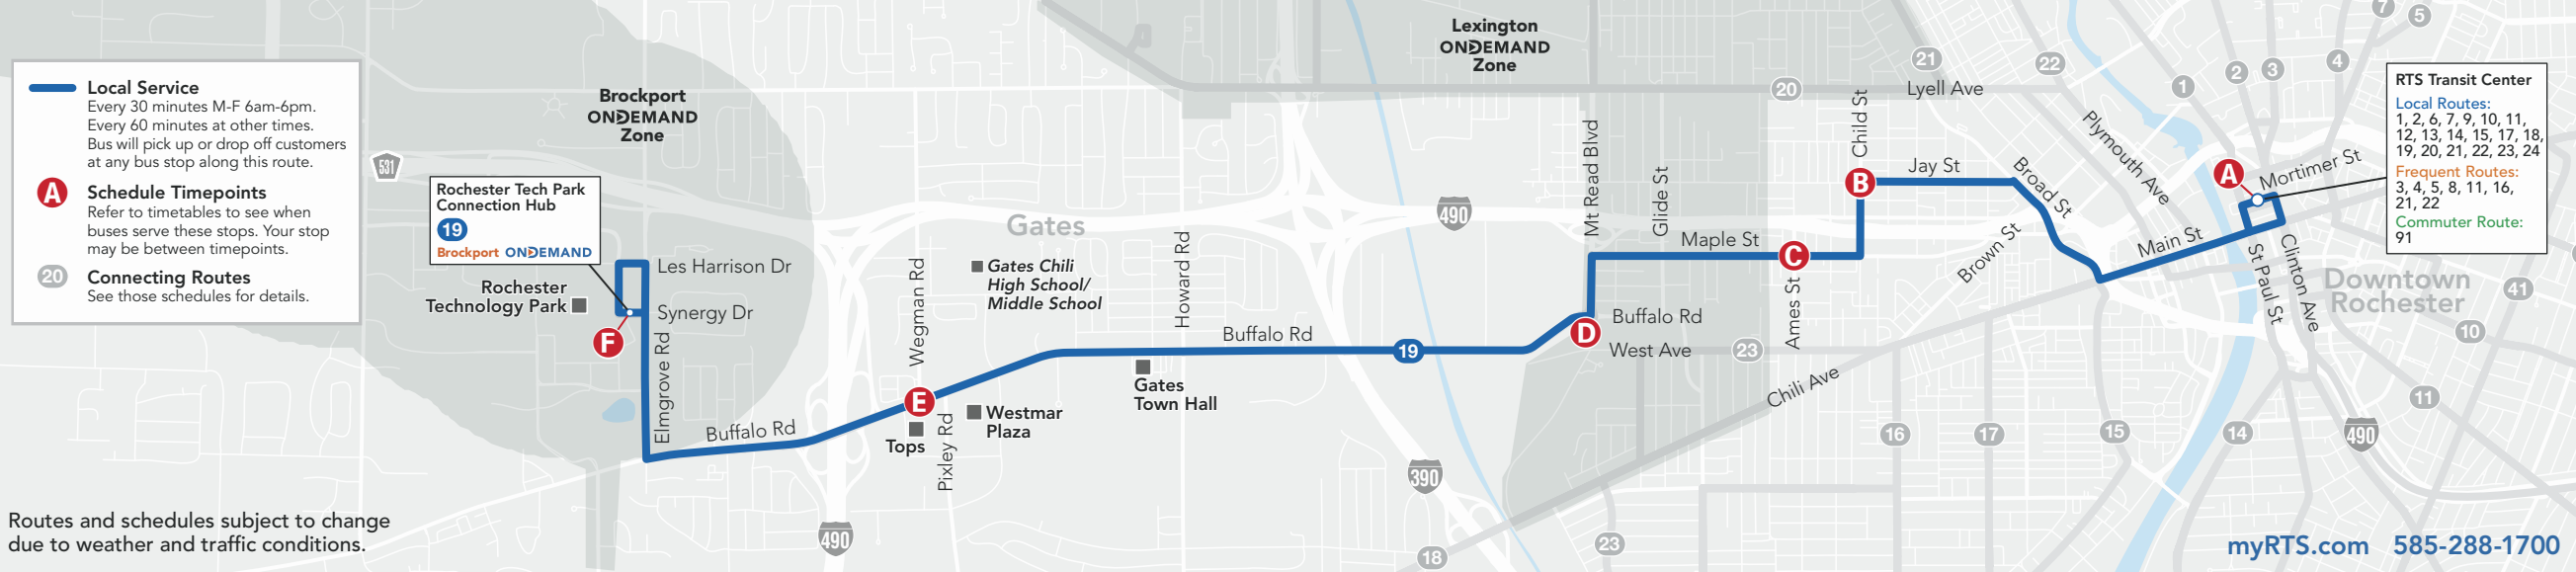 Local Service
Every 30 minutes M-F 6am-6pm.
Every 60 minutes at other times.
Bus will pick up or drop off customers
at any bus stop along this route.
A
Schedule Timepoints
Refer to timetables to see when
buses serve these stops. Your stop
may be between timepoints.
20
Connecting Routes
See those schedules for details.
531
Brockport
ONDEMAND
Zone
Rochester Tech Park
Connection Hub
19
Brockport ONDEMAND
Rochester
Technology Park
F
Les Harrison Dr
Synergy Dr
Elmgrove Rd
Buffalo Rd
490
Gates
Wegman Rd
E
Tops
Pixley Rd
Gates Chili
High School/
Middle School
Westmar
Plaza
Howard Rd
Gates
Town Hall
Buffalo Rd
19
Lexington
ONDEMAND
Zone
490
390
18
Mt Read Blvd
D
Buffalo Rd
West Ave
23
23
Glide St
Maple St
C
Ames St
Chili Ave
20
Lyell Ave
21
22
Child St
B
Jay St
Broad St
Brown St
Plymouth Ave
Main St
16
17
15
14
1
2
3
4
7
5
A
Mortimer St
St Paul St
Clinton Ave
Downtown
Rochester
41
10
11
490
RTS Transit Center
Local Routes:
1, 2, 6, 7, 9, 10, 11,
12, 13, 14, 15, 17, 18,
19, 20, 21, 22, 23, 24
Frequent Routes:
3, 4, 5, 8, 11, 16,
21, 22
Commuter Route:
91
Routes and schedules subject to change
due to weather and traffic conditions.
myRTS.com 585-288-1700